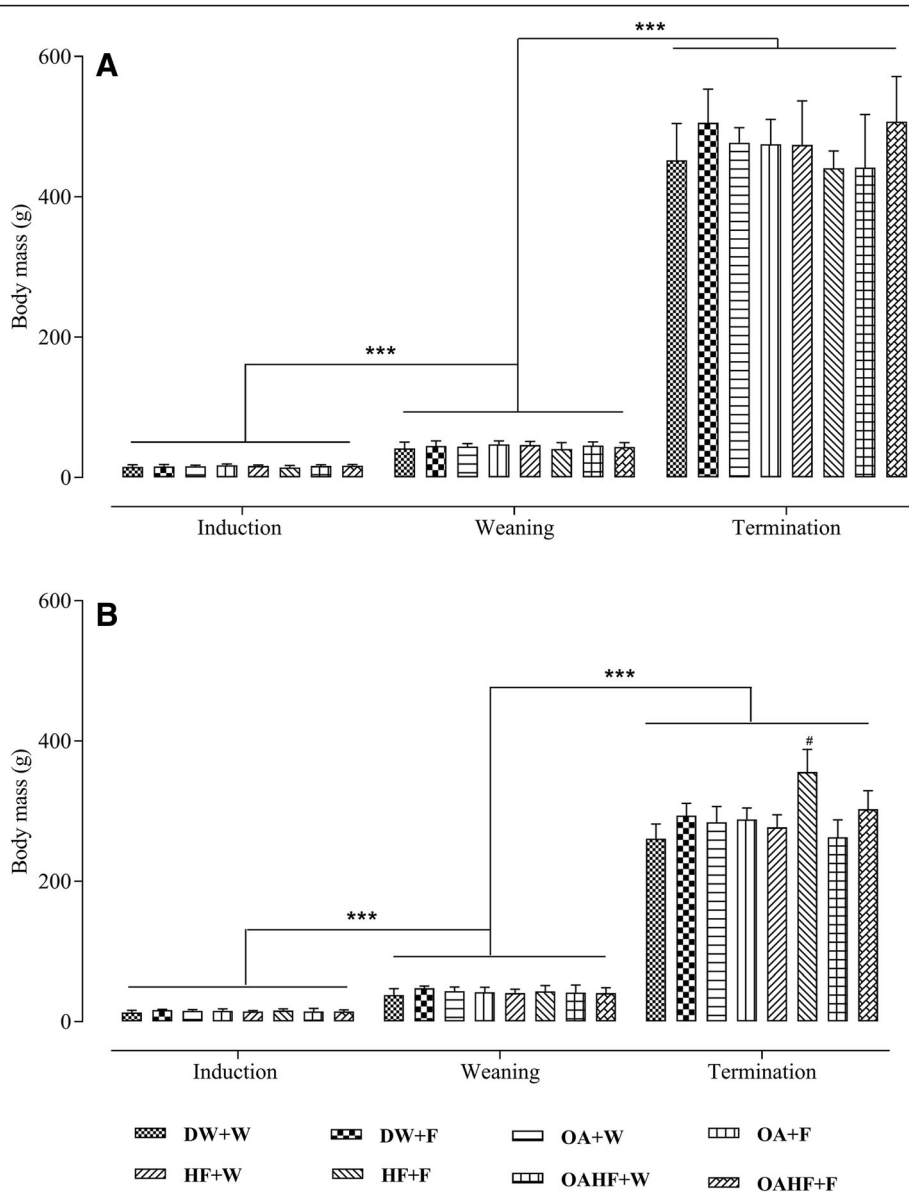 A
***
600
400
200
0
Body mass (g)
***
Induction Weaning Termination
B
600
400
200
0
Body mass (g)
***
***
#
Induction Weaning Termination
DW+W DW+F OA+W OA+F
HF+W HF+F OAHF+W OAHF+F